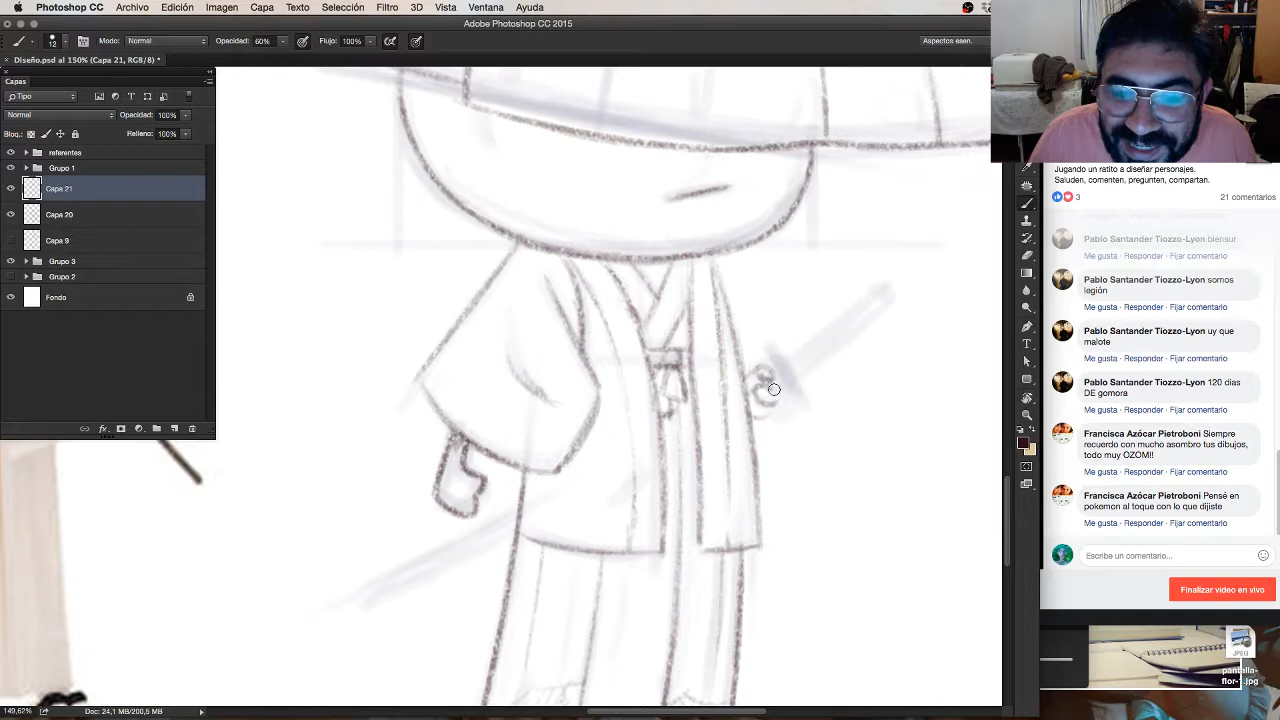 Photoshop CC Archivo Edición Imagen Capa Texto Selección Filtro 3D Vista Ventana Ayuda
Adobe Photoshop CC 2015
12 Modo: Normal Opacidad: 60% Flujo: 100% Aspectos esen.
Diseño.psd al 150% (Capa 21, RGB/8) *
Capas
Tipo
Normal Opacidad: 100%
Bloq.: Relleno: 100%
referentes
Grupo 1
Capa 21
Capa 20
Capa 9
Grupo 3
Grupo 2
Fondo
fx
Jugando un ratito a diseñar personajes.
Saluden, comenten, pregunten, compartan.
3 21 comentarios
Pablo Santander Tiozzo-Lyon biensur
Me gusta · Responder · Fijar comentario
Pablo Santander Tiozzo-Lyon somos
legión
Me gusta · Responder · Fijar comentario
Pablo Santander Tiozzo-Lyon uy que
malote
Me gusta · Responder · Fijar comentario
Pablo Santander Tiozzo-Lyon 120 dias
DE gomora
Me gusta · Responder · Fijar comentario
Francisca Azócar Pietroboni Siempre
recuerdo con mucho asombro tus dibujos,
todo muy OZOM!!
Me gusta · Responder · Fijar comentario
Francisca Azócar Pietroboni Pensé en
pokemon al toque con lo que dijiste
Me gusta · Responder · Fijar comentario
Escribe un comentario...
Finalizar video en vivo
JPEG
pantalla-
Doc: 24,1 MB/200,5 MB